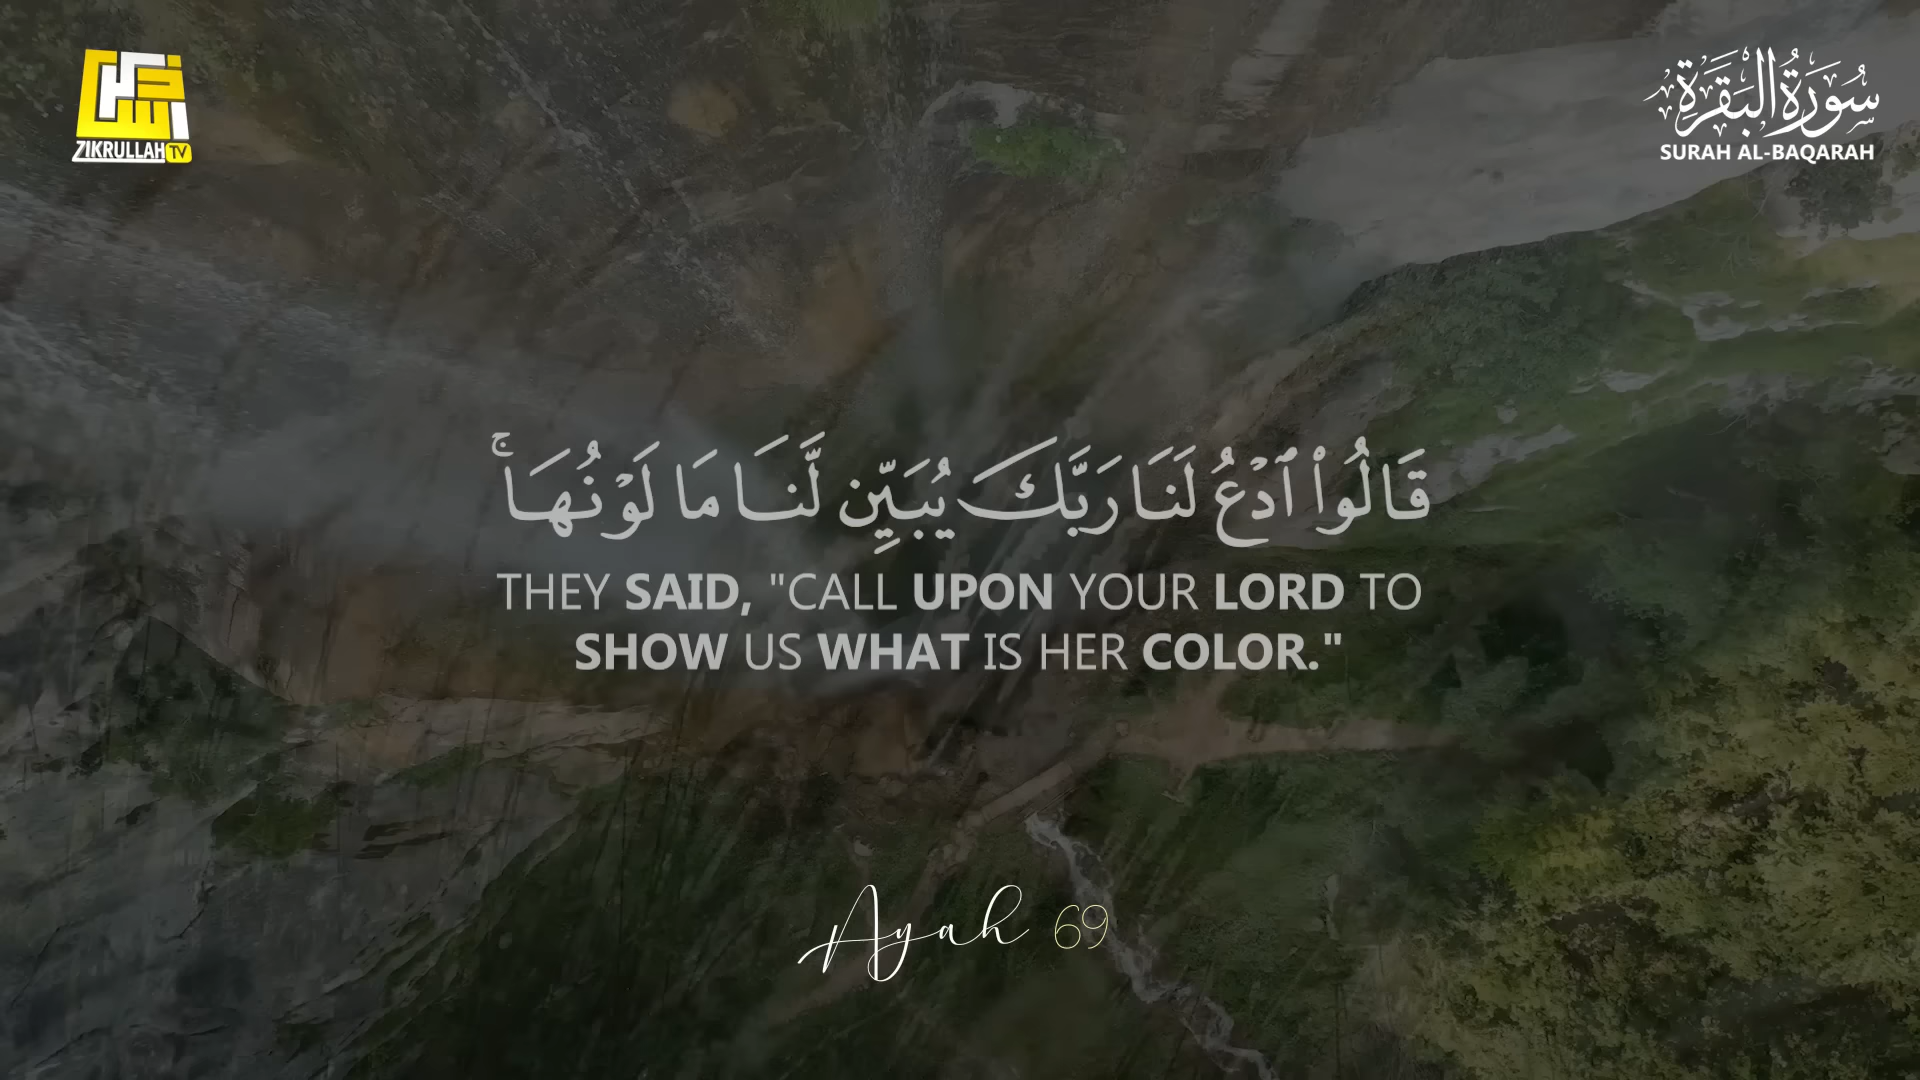 ZIKRULLAH TV
سُورَةُ الْبَقَرَةِ
SURAH AL-BAQARAH
قَالُوا۟ ٱدْعُ لَنَا رَبَّكَ يُبَيِّن لَّنَا مَا لَوْنُهَا ۚ
THEY SAID, "CALL UPON YOUR LORD TO
SHOW US WHAT IS HER COLOR."
Ayah 69